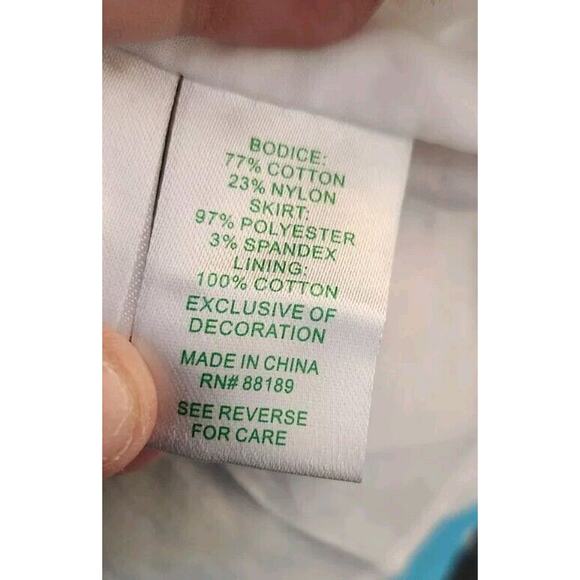 BODICE:
77% COTTON
23% NYLON
SKIRT:
97% POLYESTER
3% SPANDEX
LINING:
100% COTTON
EXCLUSIVE OF
DECORATION
MADE IN CHINA
RN# 88189
SEE REVERSE
FOR CARE